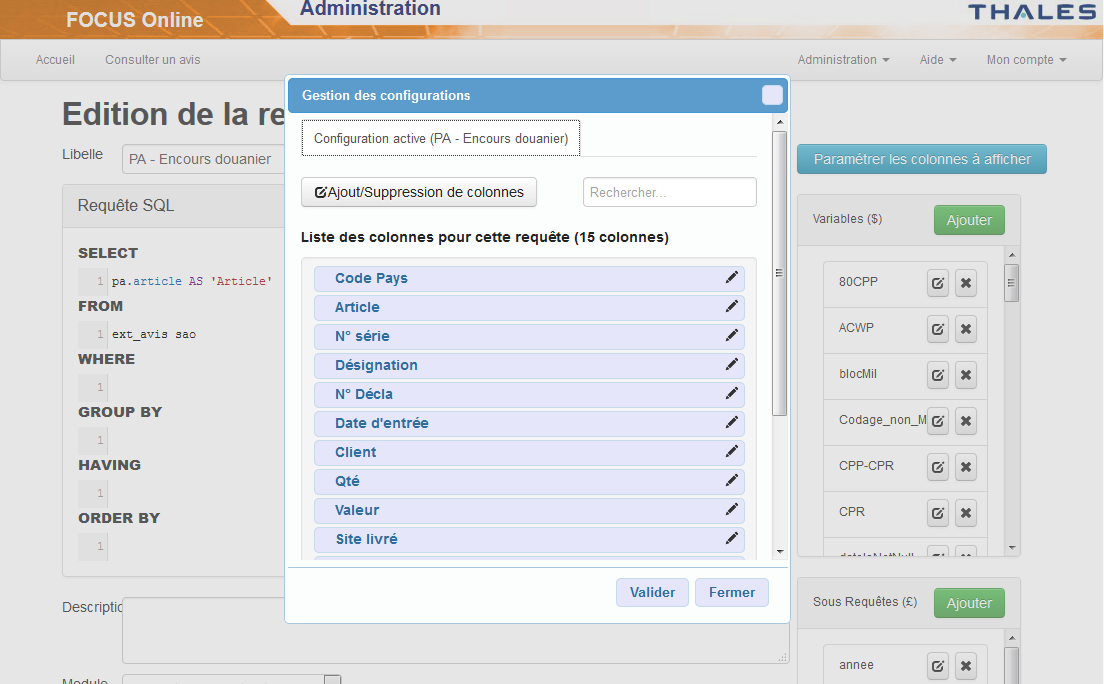 FOCUS Online
Administration
THALES
Accueil
Consulter un avis
Administration
Aide
Mon compte
Edition de la re
Libelle
PA - Encours douanier
Requête SQL
SELECT
1 pa.article AS 'Article'
FROM
1 ext_avis sao
WHERE
1
GROUP BY
1
HAVING
1
ORDER BY
1
Descriptio
Module
Gestion des configurations
Configuration active (PA - Encours douanier)
Ajout/Suppression de colonnes
Rechercher...
Liste des colonnes pour cette requête (15 colonnes)
Code Pays
Article
N° série
Désignation
N° Décla
Date d'entrée
Client
Qté
Valeur
Site livré
Valider
Fermer
Paramétrer les colonnes à afficher
Variables ($)
Ajouter
80CPP
ACWP
blocMil
Codage_non_M
CPP-CPR
CPR
dateIsNotNull
Sous Requêtes (£)
Ajouter
annee